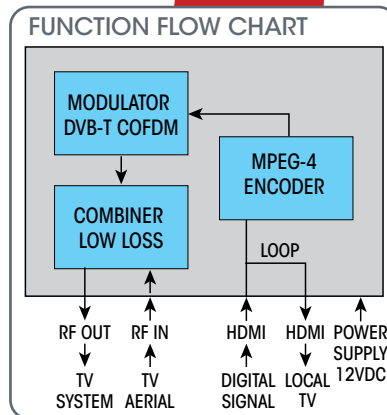 FUNCTION FLOW CHART
MODULATOR
DVB-T COFDM
MPEG-4
ENCODER
COMBINER
LOW LOSS
LOOP
RF OUT RF IN HDMI HDMI POWER
SUPPLY
12VDC
TV
SYSTEM
TV
AERIAL
DIGITAL
SIGNAL
LOCAL
TV